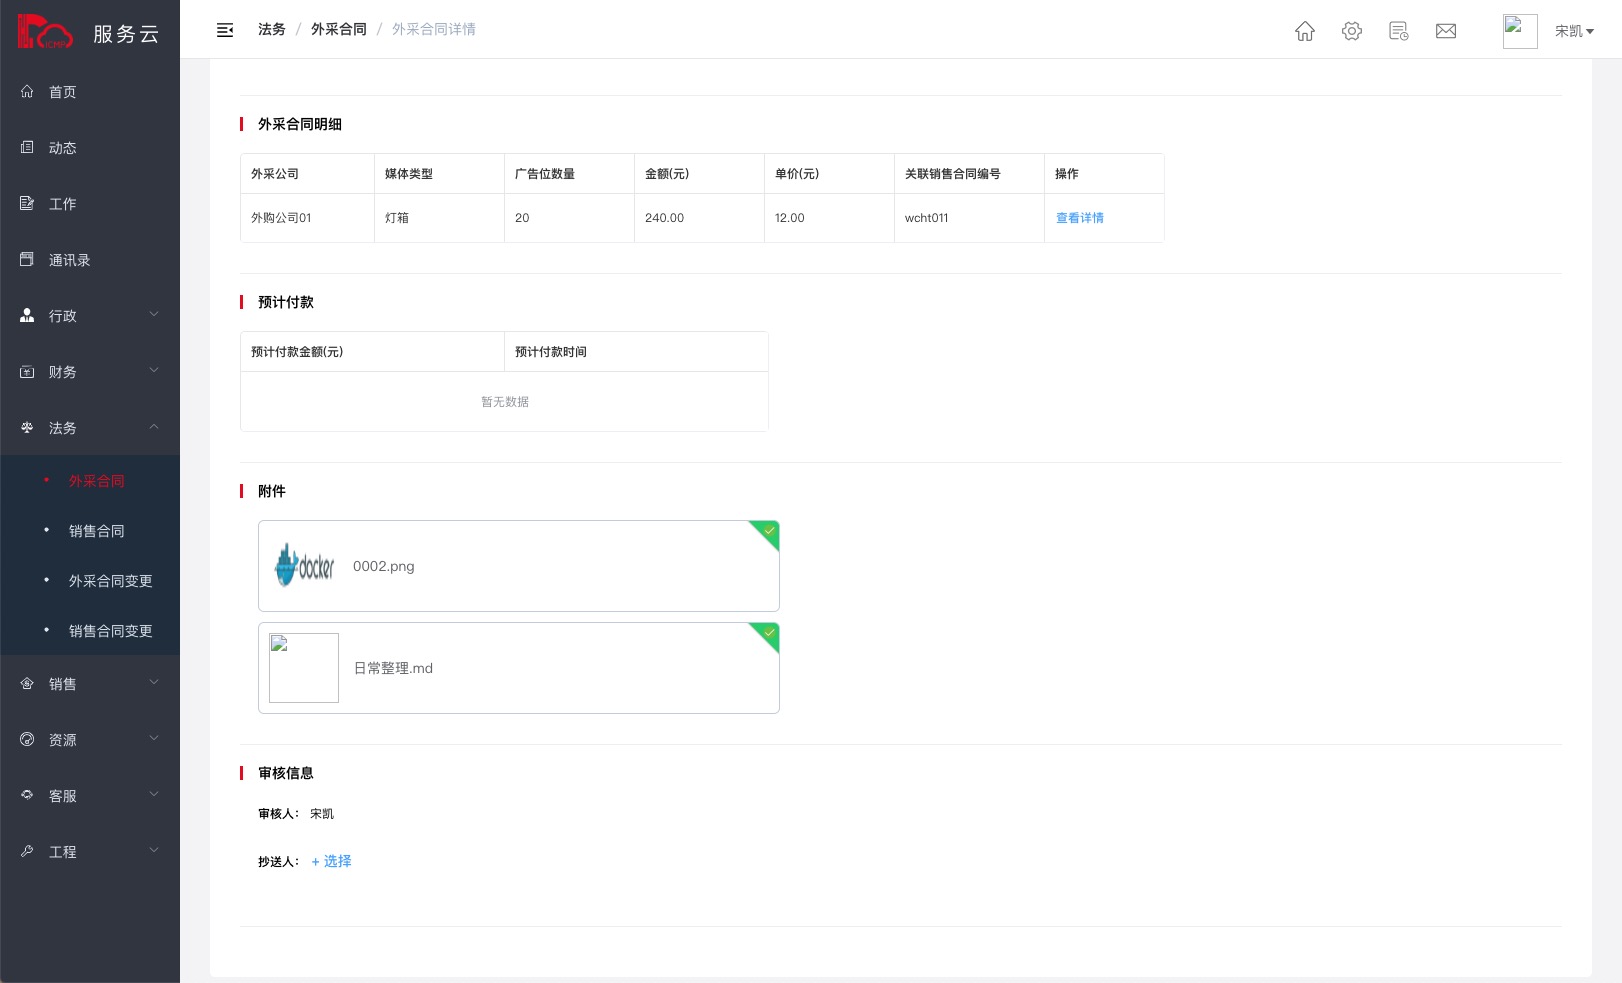 ICMP 服务云
首页
动态
工作
通讯录
行政
财务
法务
外采合同
销售合同
外采合同变更
销售合同变更
销售
资源
客服
工程
法务 / 外采合同 / 外采合同详情
宋凯
外采合同明细
外采公司 媒体类型 广告位数量 金额(元) 单价(元) 关联销售合同编号 操作
外购公司01 灯箱 20 240.00 12.00 wcht011 查看详情
预计付款
预计付款金额(元) 预计付款时间
暂无数据
附件
docker 0002.png
日常整理.md
审核信息
审核人： 宋凯
抄送人： + 选择